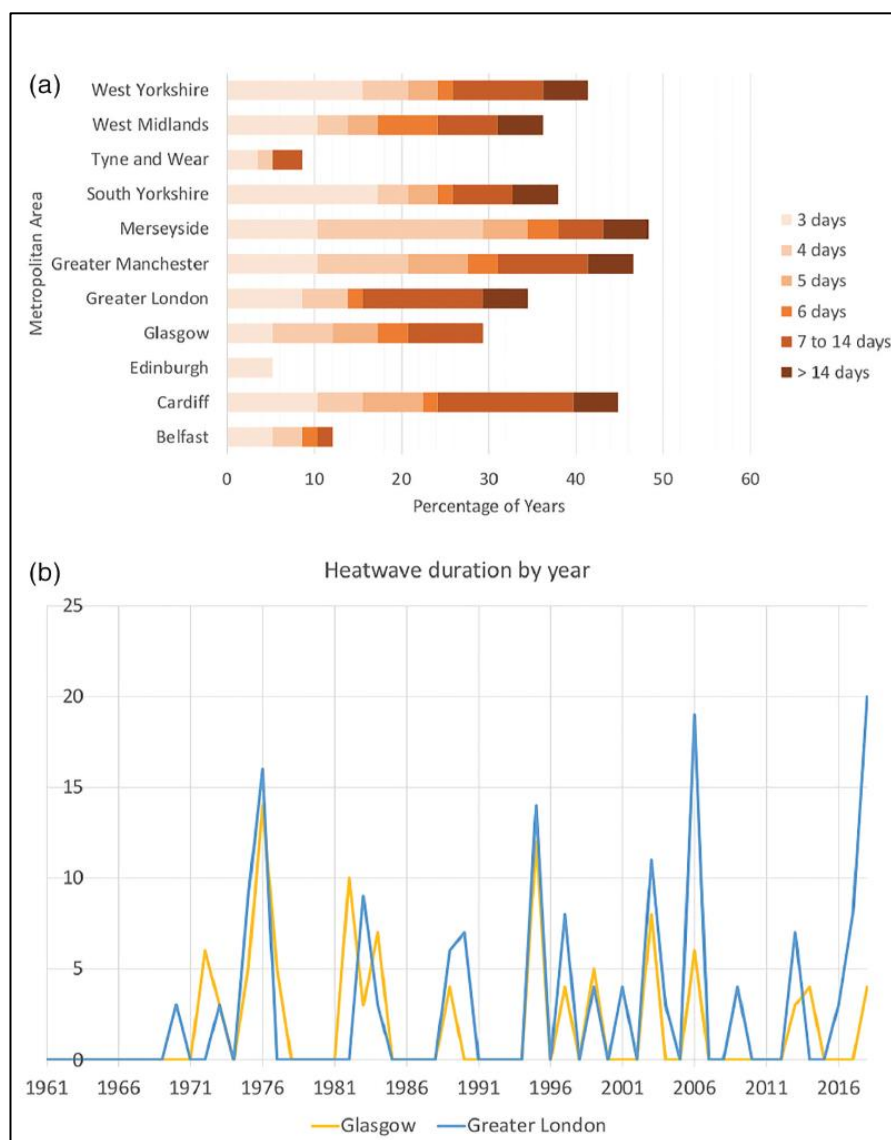 (a)
Metropolitan Area
West Yorkshire
West Midlands
Tyne and Wear
South Yorkshire
Merseyside
Greater Manchester
Greater London
Glasgow
Edinburgh
Cardiff
Belfast
0 10 20 30 40 50 60
Percentage of Years
3 days
4 days
5 days
6 days
7 to 14 days
> 14 days
(b)
Heatwave duration by year
25
20
15
10
5
0
1961 1966 1971 1976 1981 1986 1991 1996 2001 2006 2011 2016
Glasgow Greater London